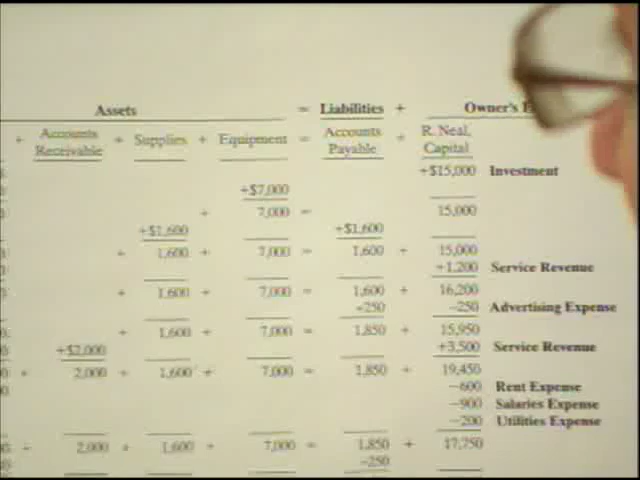 Assets = Liabilities + Owner's
+ Accounts Receivable + Supplies + Equipment = Accounts Payable + R. Neal, Capital
+$15,000 Investment
+$7,000
+ 7,000 = 15,000
+$1,600 +$1,600
+ 1,600 + 7,000 = 1,600 + 15,000
+1,200 Service Revenue
+ 1,600 + 7,000 = 1,600 + 16,200
+250 -250 Advertising Expense
+ 1,600 + 7,000 = 1,850 + 15,950
+$2,000 +3,500 Service Revenue
+ 2,000 + 1,600 + 7,000 = 1,850 + 19,450
-600 Rent Expense
-900 Salaries Expense
-200 Utilities Expense
+ 2,000 + 1,600 + 7,000 = 1,850 + 17,750
-250